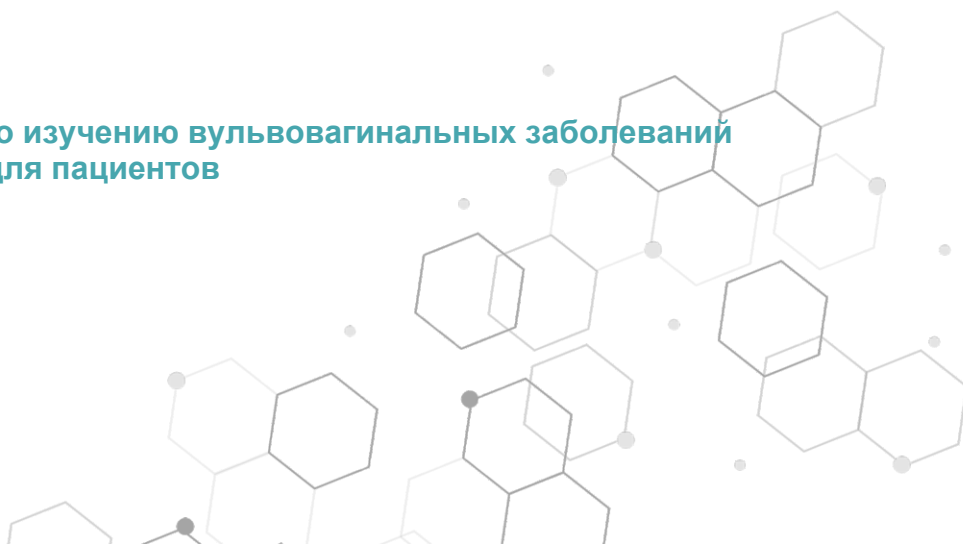 о изучению вульвовагинальных заболеваний
для пациентов